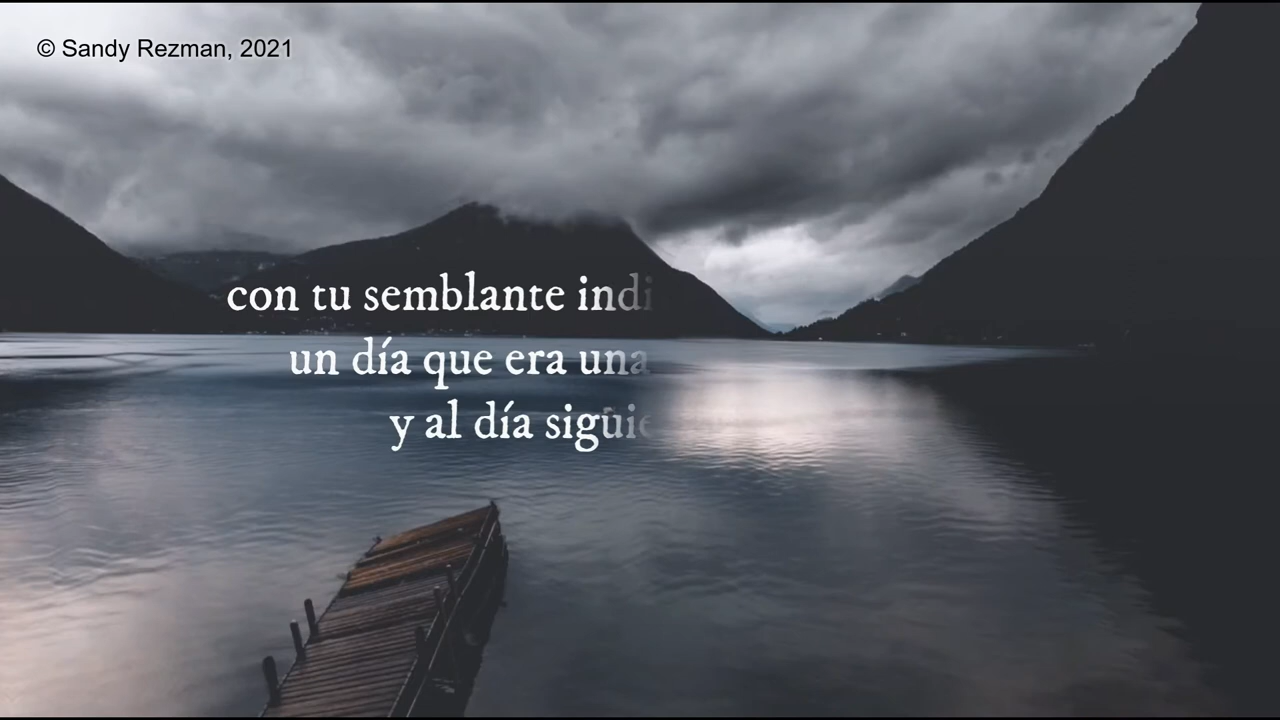 © Sandy Rezman, 2021
con tu semblante indi
un día que era una
y al día siguie